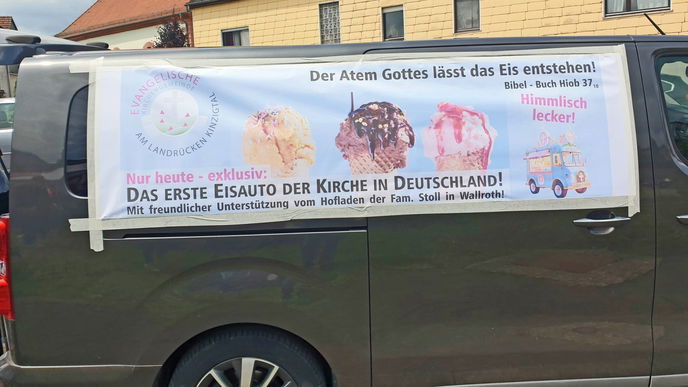 EVANGELISCHE
KIRCHENGEMEINDE
AM LANDRÜCKEN KINZIGTAL
Der Atem Gottes lässt das Eis entstehen!
Bibel - Buch Hiob 37,10
Himmlisch
lecker!
Nur heute - exklusiv:
DAS ERSTE EISAUTO DER KIRCHE IN DEUTSCHLAND!
Mit freundlicher Unterstützung vom Hofladen der Fam. Stoll in Wallroth!